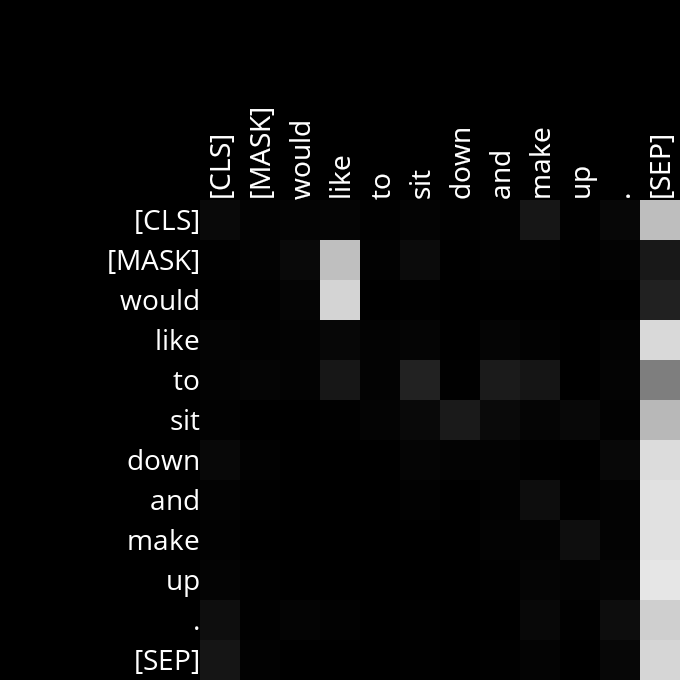 [CLS] [MASK] would like to sit down and make up . [SEP]
[CLS]
[MASK]
would
like
to
sit
down
and
make
up
.
[SEP]